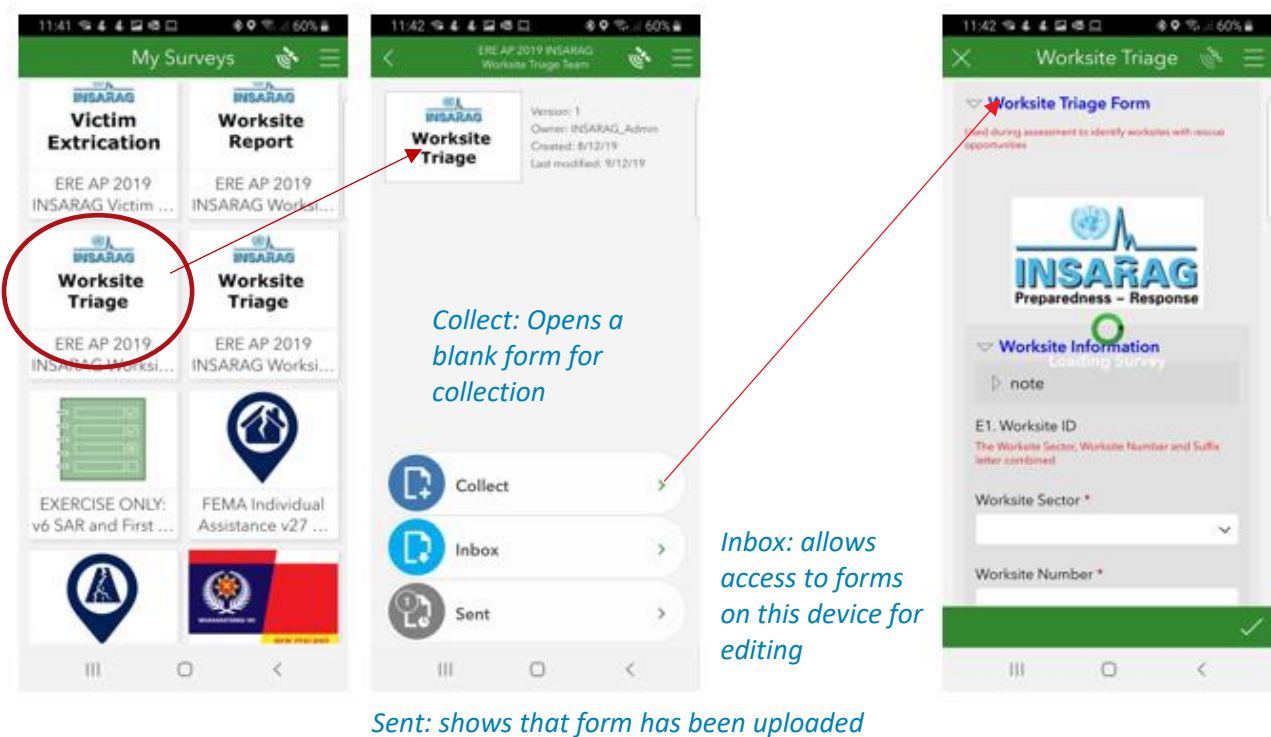 11:41
60%
My Surveys
INSARAG
Victim
Extrication
ERE AP 2019
INSARAG Victim ...
INSARAG
Worksite
Report
ERE AP 2019
INSARAG Worksi...
INSARAG
Worksite
Triage
ERE AP 2019
INSARAG Worksi...
INSARAG
Worksite
Triage
ERE AP 2019
INSARAG Worksi...
EXERCISE ONLY:
v6 SAR and First ...
FEMA Individual
Assistance v27 ...
11:42
60%
ERE AP 2019 INSARAG
Worksite Triage Team
INSARAG
Worksite
Triage
Version: 1
Owner: INSARAG_Admin
Created: 8/12/19
Last modified: 9/12/19
Collect: Opens a
blank form for
collection
Collect
Inbox
1
Sent
Inbox: allows
access to forms
on this device for
editing
Sent: shows that form has been uploaded
11:42
60%
Worksite Triage
Worksite Triage Form
Used during assessment to identify worksites with rescue
opportunities
INSARAG
Preparedness – Response
Worksite Information
Loading Survey
note
E1. Worksite ID
The Worksite Sector, Worksite Number and Suffix
letter combined
Worksite Sector *
Worksite Number *